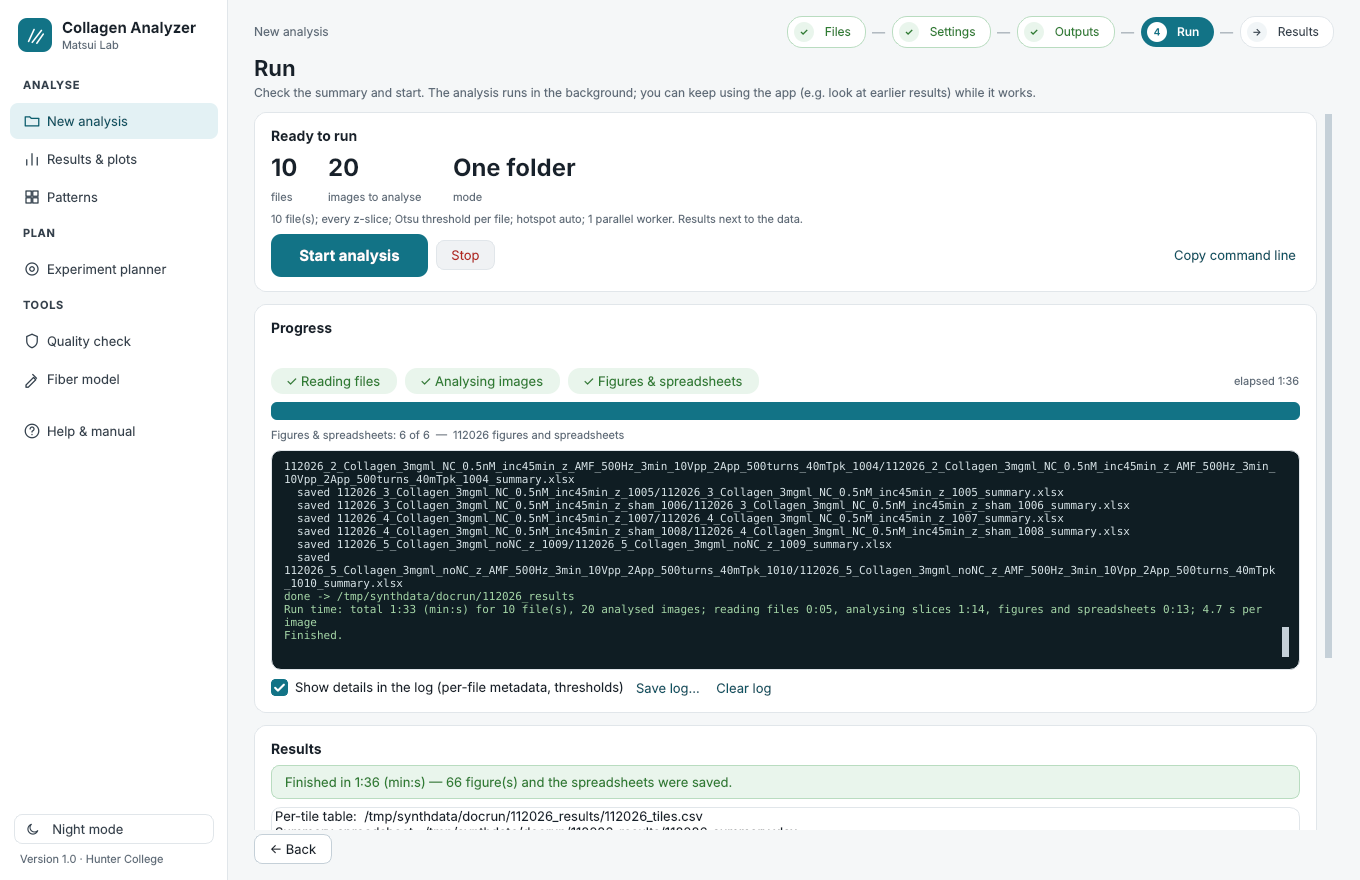 Collagen Analyzer
Matsui Lab
ANALYSE
New analysis
Results & plots
Patterns
PLAN
Experiment planner
TOOLS
Quality check
Fiber model
Help & manual
Night mode
Version 1.0 · Hunter College
New analysis
✓ Files — ✓ Settings — ✓ Outputs — 4 Run — → Results
Run
Check the summary and start. The analysis runs in the background; you can keep using the app (e.g. look at earlier results) while it works.
Ready to run
10 20 One folder
files images to analyse mode
10 file(s); every z-slice; Otsu threshold per file; hotspot auto; 1 parallel worker. Results next to the data.
Start analysis Stop Copy command line
Progress
✓ Reading files ✓ Analysing images ✓ Figures & spreadsheets elapsed 1:36
Figures & spreadsheets: 6 of 6 — 112026 figures and spreadsheets
112026_2_Collagen_3mgml_NC_0.5nM_inc45min_z_AMF_500Hz_3min_10Vpp_2App_500turns_40mTpk_1004/112026_2_Collagen_3mgml_NC_0.5nM_inc45min_z_AMF_500Hz_3min_
10Vpp_2App_500turns_40mTpk_1004_summary.xlsx
saved 112026_3_Collagen_3mgml_NC_0.5nM_inc45min_z_1005/112026_3_Collagen_3mgml_NC_0.5nM_inc45min_z_1005_summary.xlsx
saved 112026_3_Collagen_3mgml_NC_0.5nM_inc45min_z_sham_1006/112026_3_Collagen_3mgml_NC_0.5nM_inc45min_z_sham_1006_summary.xlsx
saved 112026_4_Collagen_3mgml_NC_0.5nM_inc45min_z_1007/112026_4_Collagen_3mgml_NC_0.5nM_inc45min_z_1007_summary.xlsx
saved 112026_4_Collagen_3mgml_NC_0.5nM_inc45min_z_sham_1008/112026_4_Collagen_3mgml_NC_0.5nM_inc45min_z_sham_1008_summary.xlsx
saved 112026_5_Collagen_3mgml_noNC_z_1009/112026_5_Collagen_3mgml_noNC_z_1009_summary.xlsx
saved
112026_5_Collagen_3mgml_noNC_z_AMF_500Hz_3min_10Vpp_2App_500turns_40mTpk_1010/112026_5_Collagen_3mgml_noNC_z_AMF_500Hz_3min_10Vpp_2App_500turns_40mTpk
_1010_summary.xlsx
done -> /tmp/synthdata/docrun/112026_results
Run time: total 1:33 (min:s) for 10 file(s), 20 analysed images; reading files 0:05, analysing slices 1:14, figures and spreadsheets 0:13; 4.7 s per
image
Finished.
Show details in the log (per-file metadata, thresholds) Save log... Clear log
Results
Finished in 1:36 (min:s) — 66 figure(s) and the spreadsheets were saved.
Per-tile table: /tmp/synthdata/docrun/112026_results/112026_tiles.csv
← Back